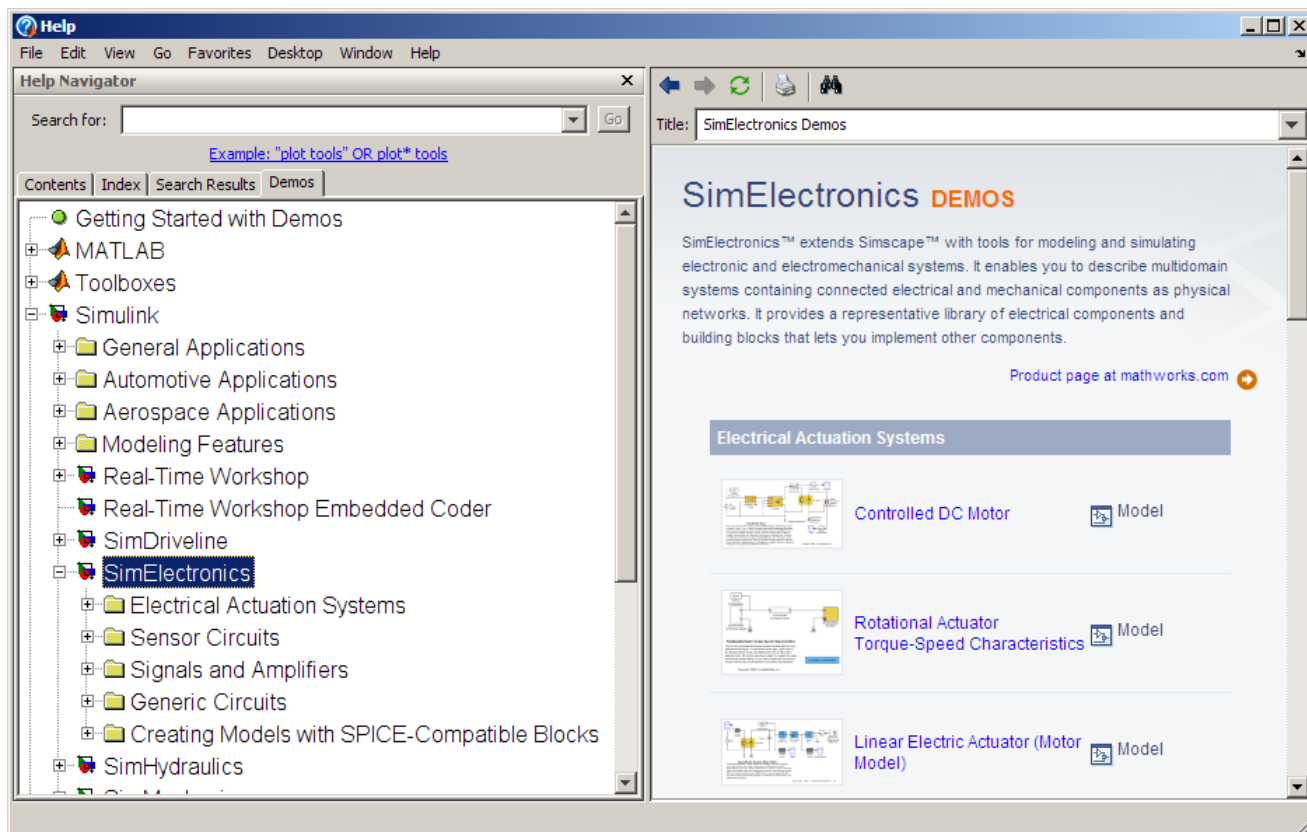 Help
File Edit View Go Favorites Desktop Window Help
Help Navigator
Search for:
Go
Example: "plot tools" OR plot* tools
Contents Index Search Results Demos
Getting Started with Demos
MATLAB
Toolboxes
Simulink
General Applications
Automotive Applications
Aerospace Applications
Modeling Features
Real-Time Workshop
Real-Time Workshop Embedded Coder
SimDriveline
SimElectronics
Electrical Actuation Systems
Sensor Circuits
Signals and Amplifiers
Generic Circuits
Creating Models with SPICE-Compatible Blocks
SimHydraulics
Title: SimElectronics Demos
SimElectronics DEMOS
SimElectronics™ extends Simscape™ with tools for modeling and simulating
electronic and electromechanical systems. It enables you to describe multidomain
systems containing connected electrical and mechanical components as physical
networks. It provides a representative library of electrical components and
building blocks that lets you implement other components.
Product page at mathworks.com
Electrical Actuation Systems
Controlled DC Motor Model
Rotational Actuator
Torque-Speed Characteristics Model
Linear Electric Actuator (Motor
Model) Model